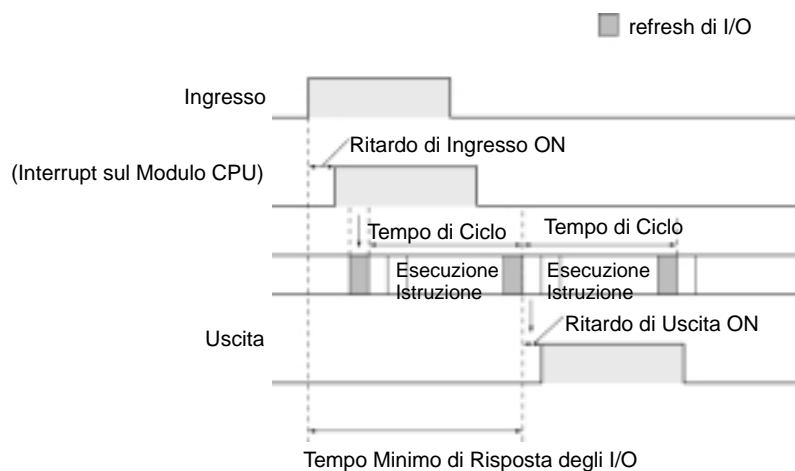 refresh di I/O
Ingresso
Ritardo di Ingresso ON
(Interrupt sul Modulo CPU)
Tempo di Ciclo
Tempo di Ciclo
Esecuzione
Istruzione
Esecuzione
Istruzione
Ritardo di Uscita ON
Uscita
Tempo Minimo di Risposta degli I/O